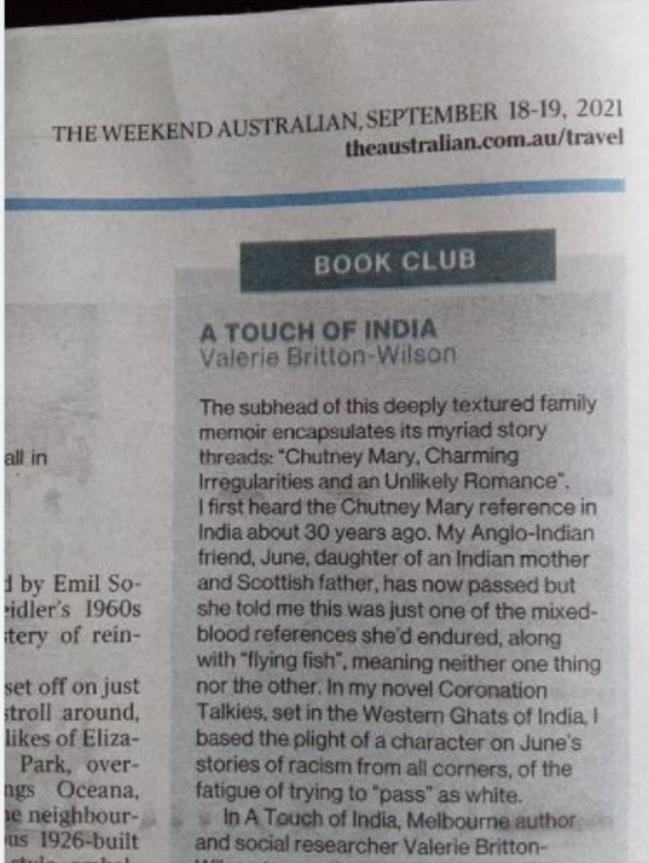 THE WEEKEND AUSTRALIAN, SEPTEMBER 18-19, 2021
theaustralian.com.au/travel
BOOK CLUB
A TOUCH OF INDIA
Valerie Britton-Wilson
The subhead of this deeply textured family
memoir encapsulates its myriad story
threads: "Chutney Mary, Charming
Irregularities and an Unlikely Romance".
I first heard the Chutney Mary reference in
India about 30 years ago. My Anglo-Indian
friend, June, daughter of an Indian mother
and Scottish father, has now passed but
she told me this was just one of the mixed-
blood references she'd endured, along
with "flying fish", meaning neither one thing
nor the other. In my novel Coronation
Talkies, set in the Western Ghats of India, I
based the plight of a character on June's
stories of racism from all corners, of the
fatigue of trying to "pass" as white.
In A Touch of India, Melbourne author
and social researcher Valerie Britton-
all in
d by Emil So-
eidler's 1960s
stery of rein-
set off on just
stroll around,
likes of Eliza-
Park, over-
ngs Oceana,
ne neighbour-
us 1926-built